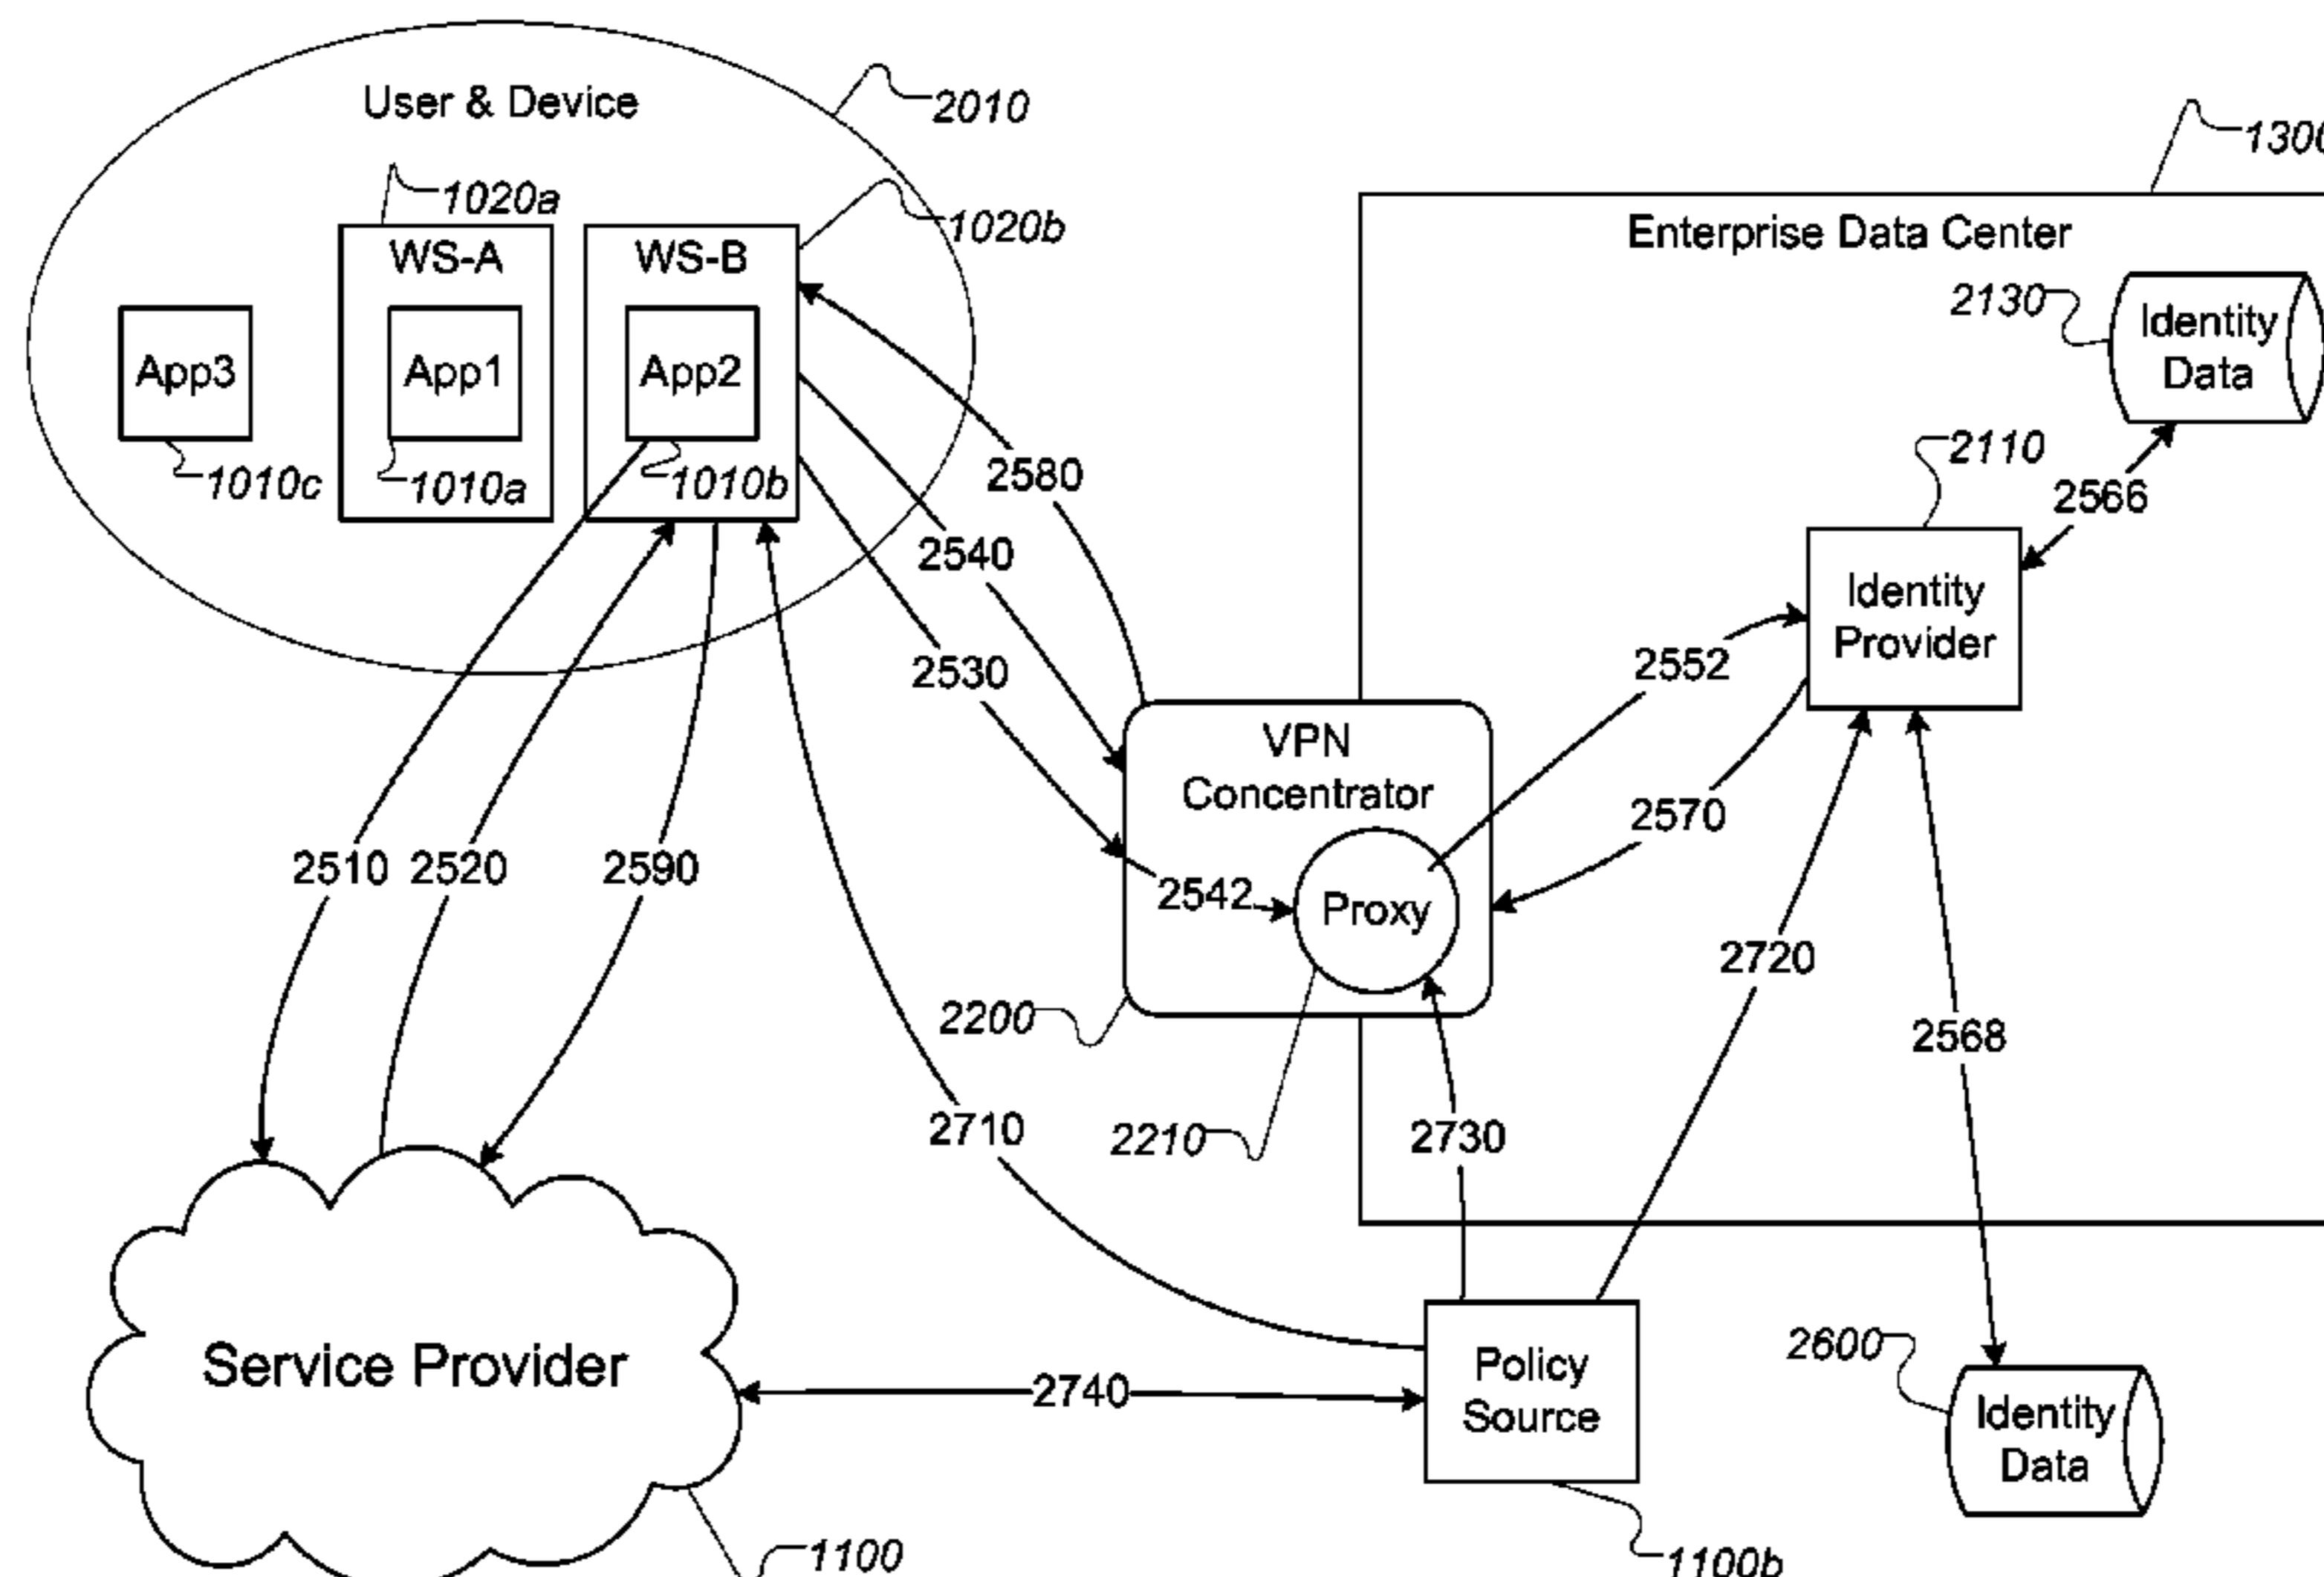 User & Device
2010
1300
1020a
1020b
Enterprise Data Center
WS-A
WS-B
2130
Identity
Data
App3
App1
App2
1010c
1010a
1010b
2580
2110
2566
2540
Identity
Provider
2530
2552
VPN
Concentrator
2570
2510
2520
2590
2542
Proxy
2720
2200
2568
2710
2210
2730
Service Provider
2740
Policy
Source
2600
Identity
Data
1100
1100b